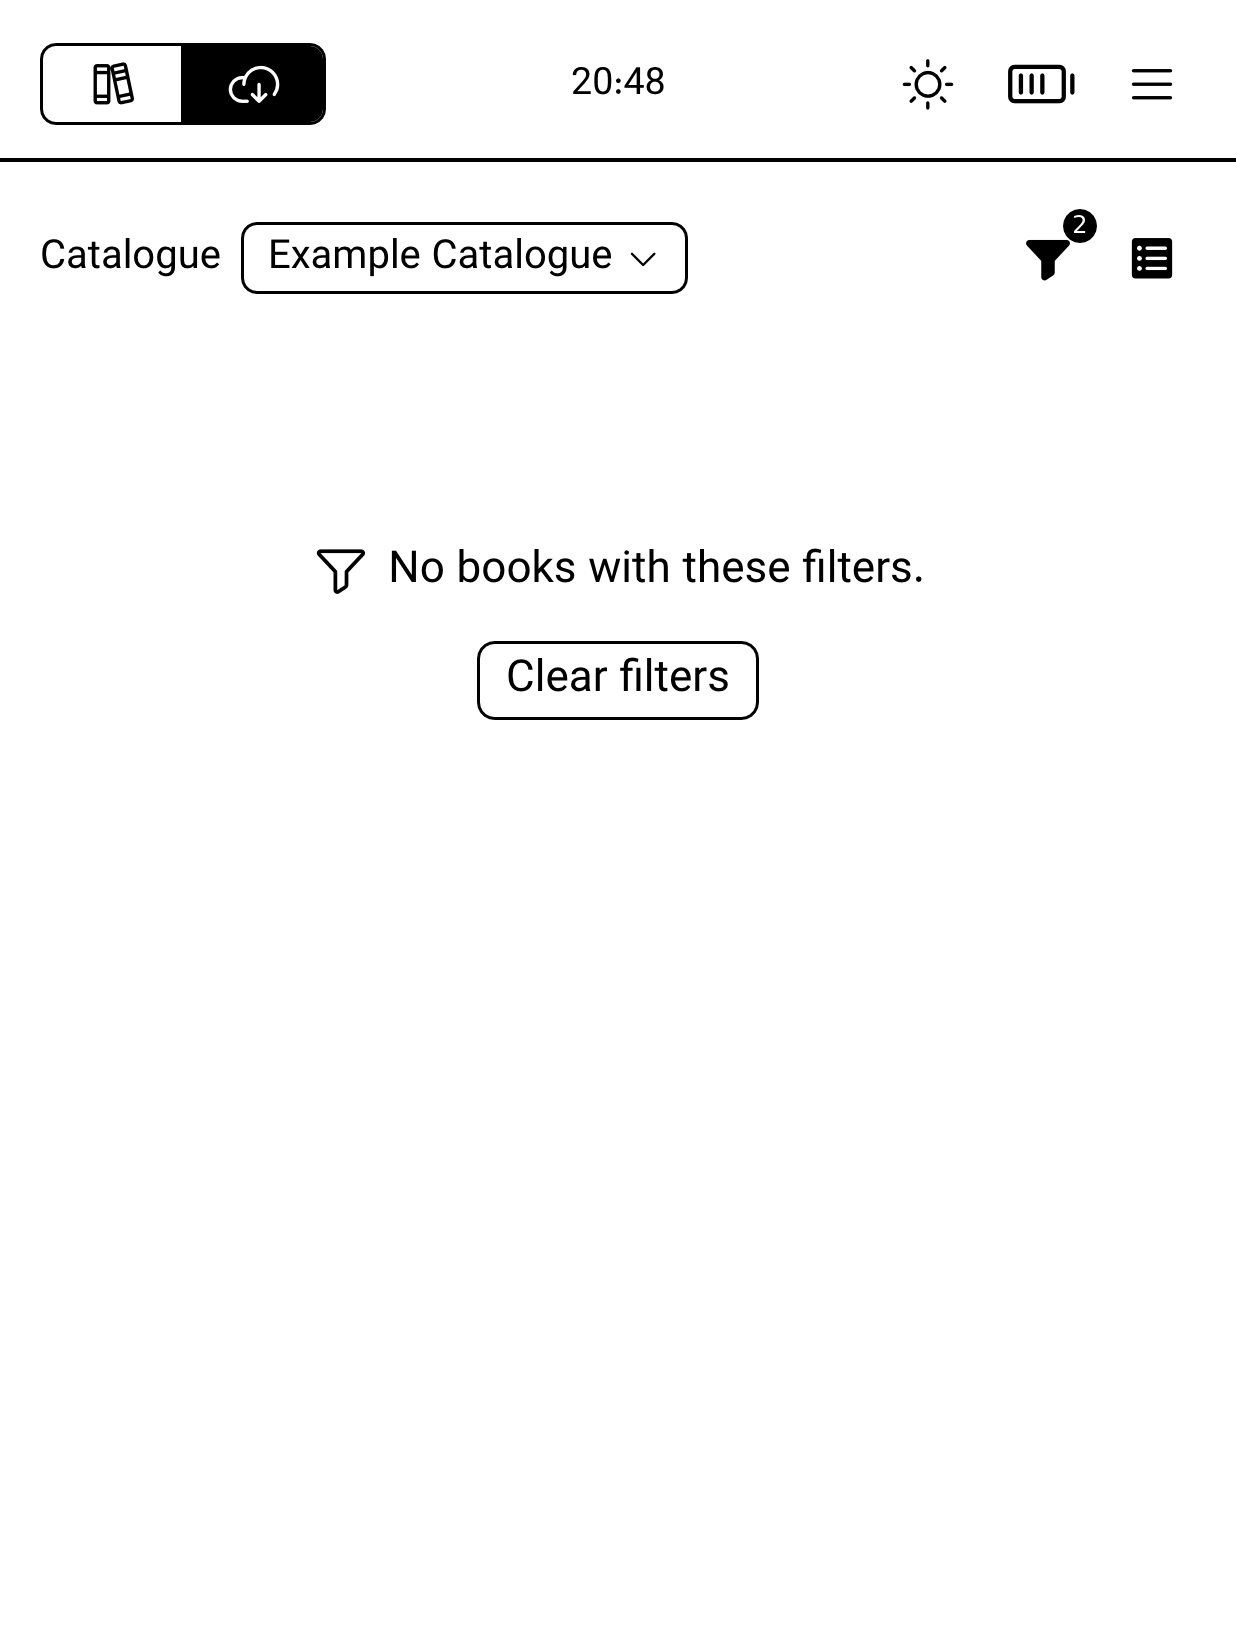 20:48
2
Catalogue Example Catalogue
No books with these filters.
Clear filters